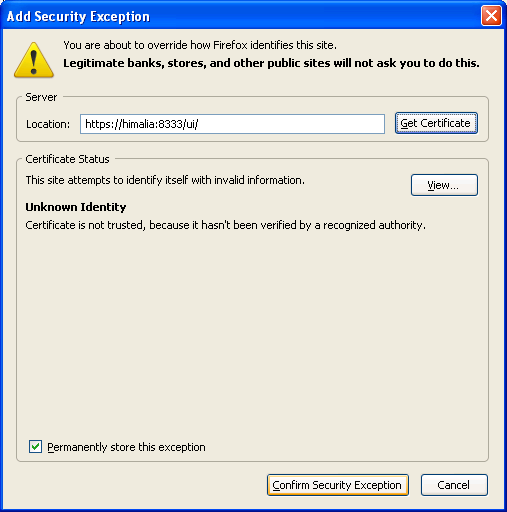 Add Security Exception
You are about to override how Firefox identifies this site.
Legitimate banks, stores, and other public sites will not ask you to do this.
Server
Location: https://himalia:8333/ui/ Get Certificate
Certificate Status
This site attempts to identify itself with invalid information. View...
Unknown Identity
Certificate is not trusted, because it hasn't been verified by a recognized authority.
Permanently store this exception
Confirm Security Exception Cancel